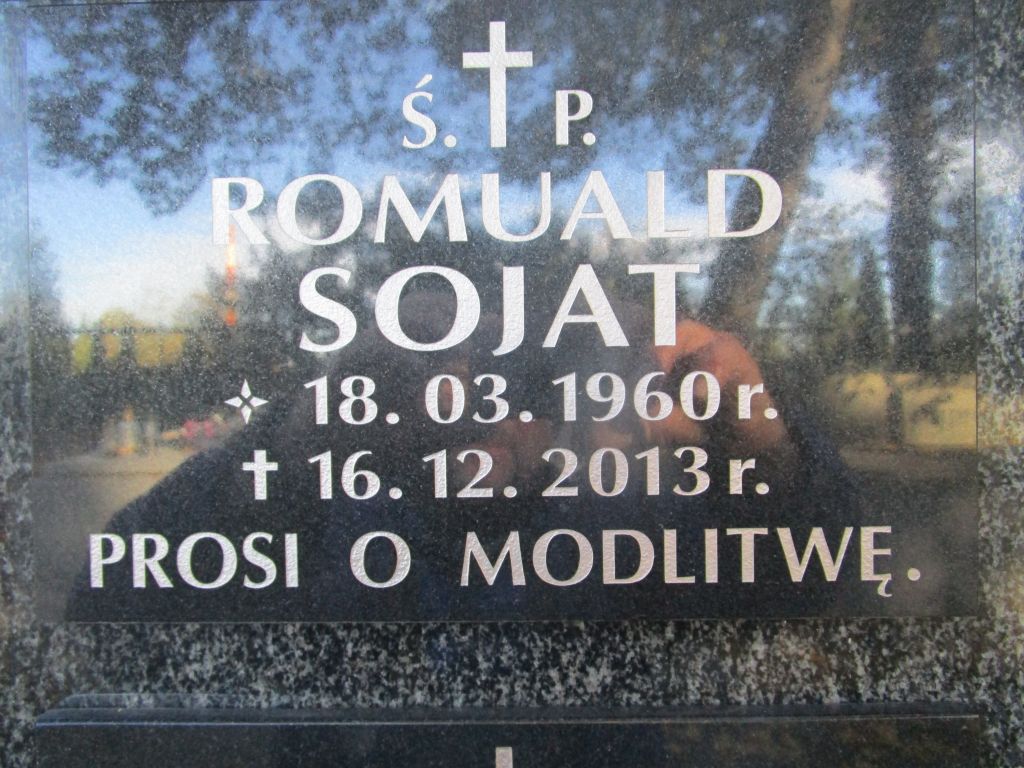 Ś. P.
ROMUALD
SOJAT
18. 03. 1960 r.
16. 12. 2013 r.
PROSI O MODLITWĘ.